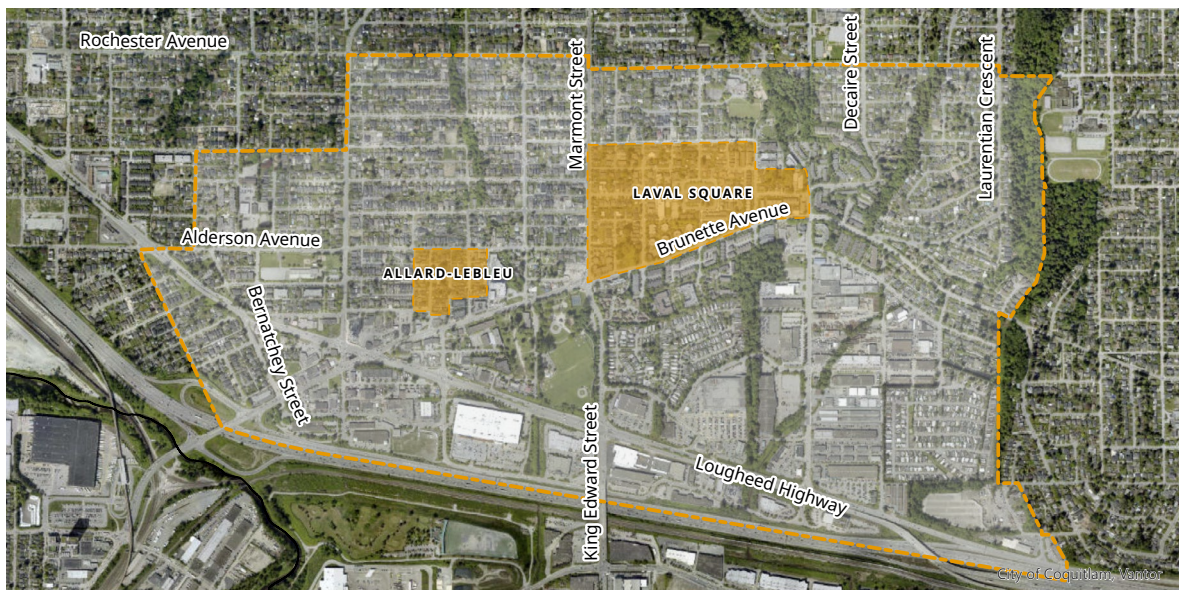 Rochester Avenue
Marmont Street
Decaire Street
Laurentian Crescent
LAVAL SQUARE
Brunette Avenue
Alderson Avenue
ALLARD-LEBLEU
Bernatchey Street
King Edward Street
Lougheed Highway
City of Coquitlam, Vantor